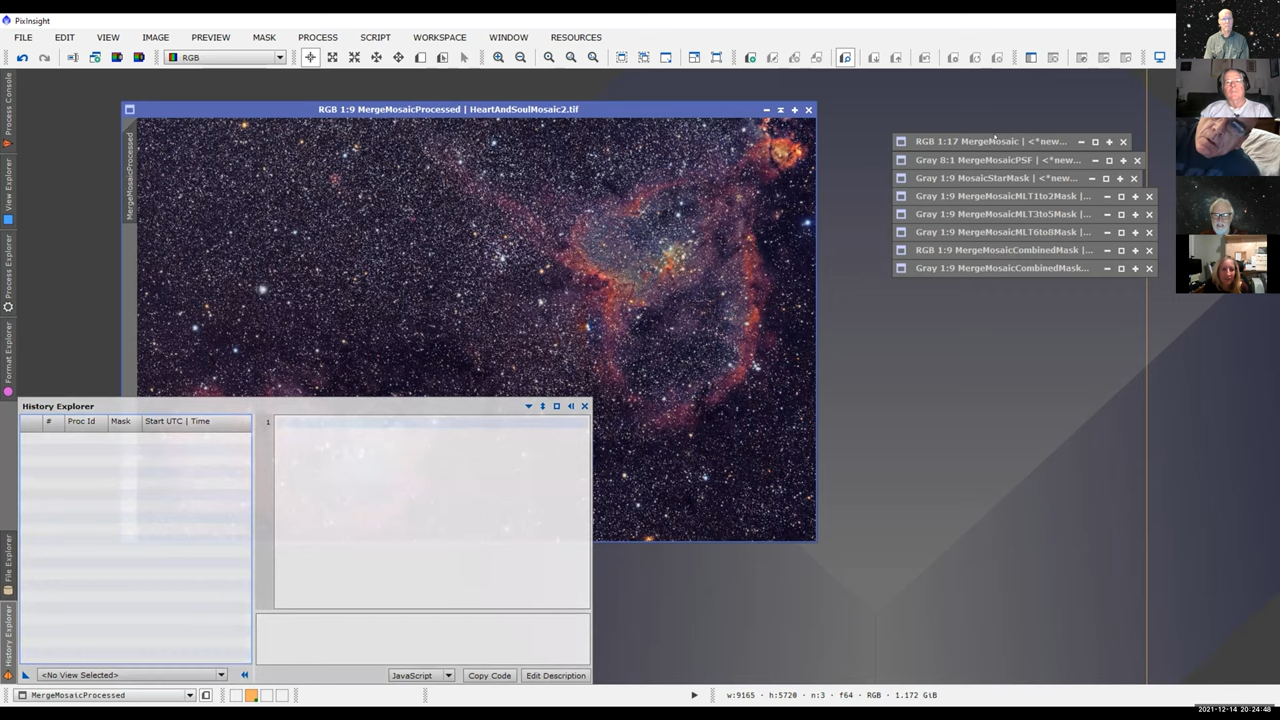 PixInsight
FILE EDIT VIEW IMAGE PREVIEW MASK PROCESS SCRIPT WORKSPACE WINDOW RESOURCES
RGB
Process Console
View Explorer
Process Explorer
Format Explorer
File Explorer
History Explorer
RGB 1:9 MergeMosaicProcessed | HeartAndSoulMosaic2.tif
MergeMosaicProcessed
RGB 1:17 MergeMosaic | <*new...
Gray 8:1 MergeMosaicPSF | <*new...
Gray 1:9 MosaicStarMask | <*new...
Gray 1:9 MergeMosaicMLT1to2Mask |...
Gray 1:9 MergeMosaicMLT3to5Mask |...
Gray 1:9 MergeMosaicMLT6to8Mask |...
RGB 1:9 MergeMosaicCombinedMask |...
Gray 1:9 MergeMosaicCombinedMask...
History Explorer
# Proc Id Mask Start UTC | Time
1
<No View Selected>
JavaScript Copy Code Edit Description
MergeMosaicProcessed
w:9165 · h:5720 · n:3 · f64 · RGB · 1.172 GiB
2021-12-14 20:24:48